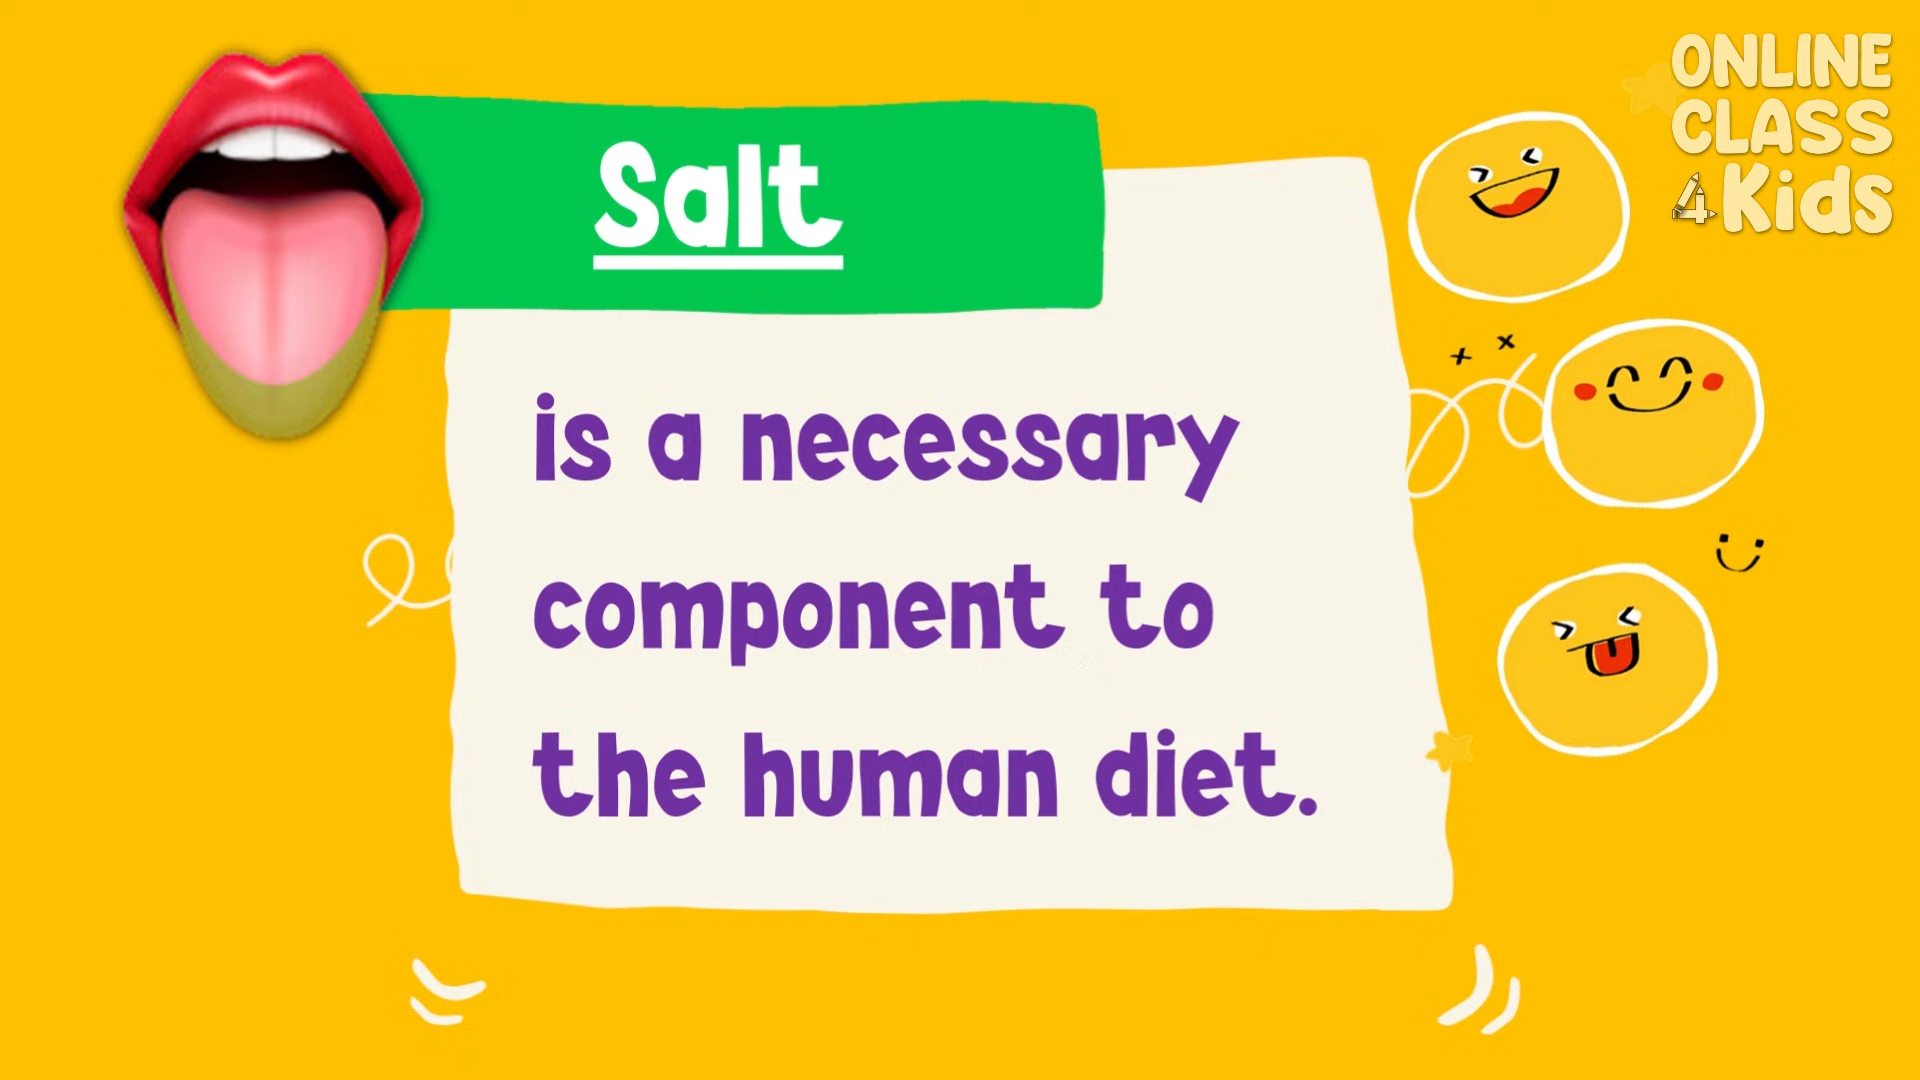 ONLINE
CLASS
4Kids
Salt
is a necessary
component to
the human diet.